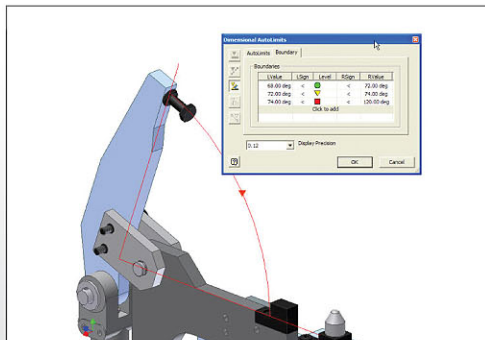 Dimensional AutoLimits
AutoLimits Boundary
Boundaries
LValue LSign Level RSign RValue
68.00 deg < < 72.00 deg
72.00 deg < < 74.00 deg
74.00 deg < < 120.00 deg
Click to add
0.12 Display Precision
OK Cancel